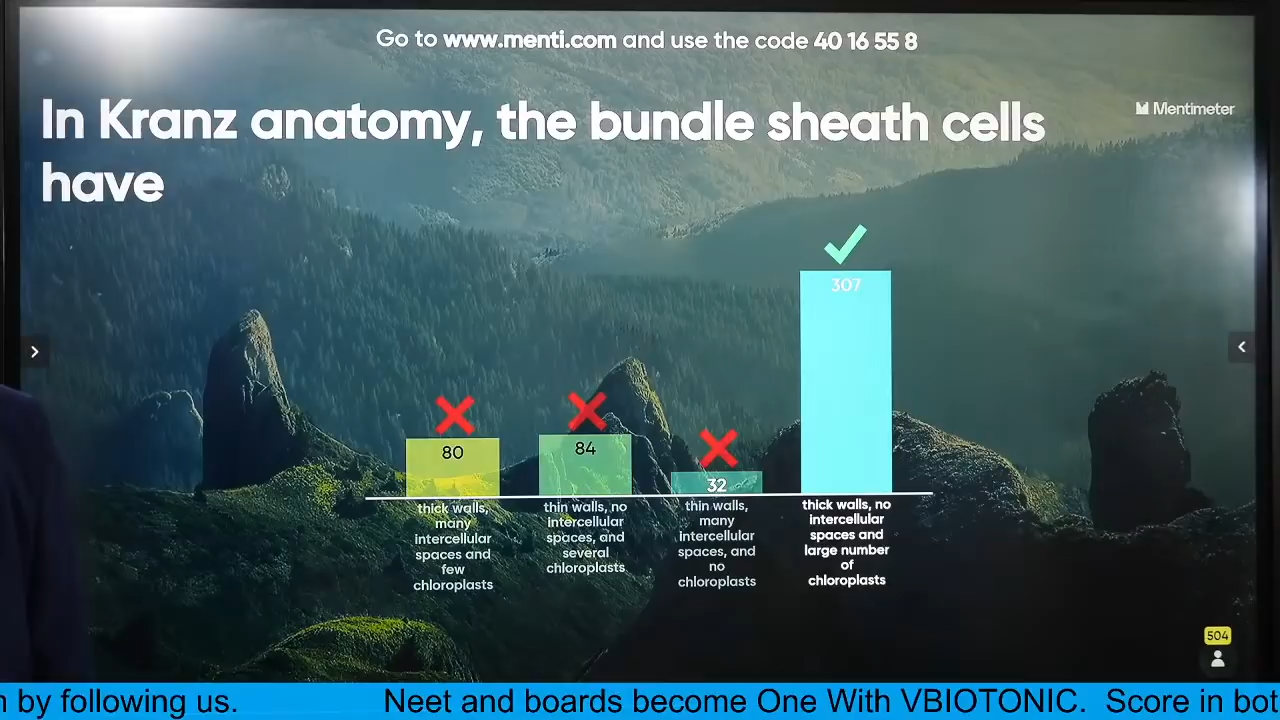 Go to www.menti.com and use the code 40 16 55 8
Mentimeter
In Kranz anatomy, the bundle sheath cells
have
307
80
84
32
thick walls,
many
intercellular
spaces and
few
chloroplasts
thin walls, no
intercellular
spaces, and
several
chloroplasts
thin walls,
many
intercellular
spaces, and
no
chloroplasts
thick walls, no
intercellular
spaces and
large number
of
chloroplasts
504
by following us. Neet and boards become One With VBIOTONIC. Score in